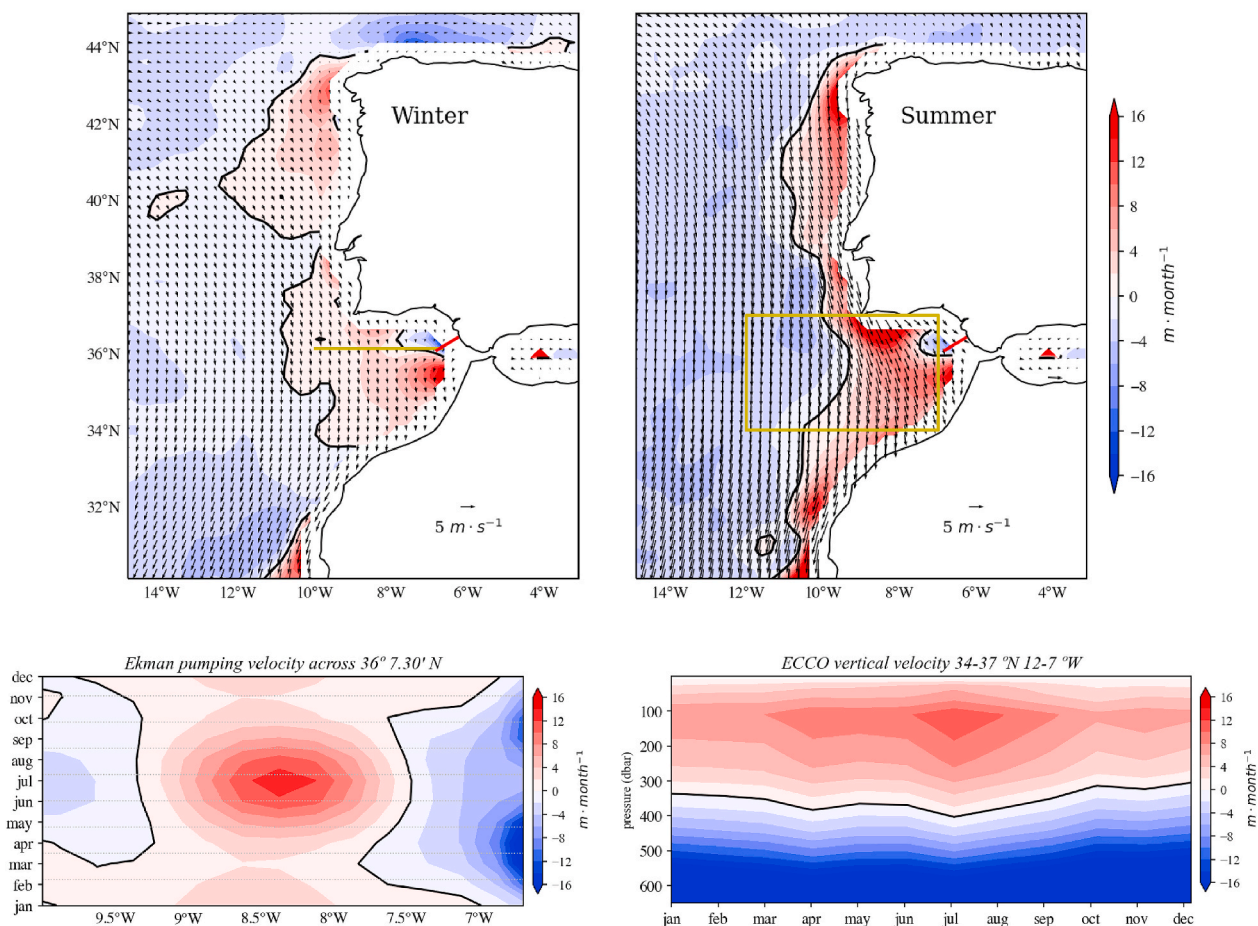 44°N
42°N
40°N
38°N
36°N
34°N
32°N
Winter
5 m · s⁻¹
14°W 12°W 10°W 8°W 6°W 4°W
Summer
5 m · s⁻¹
14°W 12°W 10°W 8°W 6°W 4°W
16
12
8
4
0
−4
−8
−12
−16
m · month⁻¹
Ekman pumping velocity across 36º 7.30' N
dec
nov
oct
sep
aug
jul
jun
may
apr
mar
feb
jan
9.5°W 9°W 8.5°W 8°W 7.5°W 7°W
16
12
8
4
0
−4
−8
−12
−16
m · month⁻¹
ECCO vertical velocity 34-37 ºN 12-7 ºW
pressure (dbar)
100
200
300
400
500
600
jan feb mar apr may jun jul aug sep oct nov dec
16
12
8
4
0
−4
−8
−12
−16
m · month⁻¹